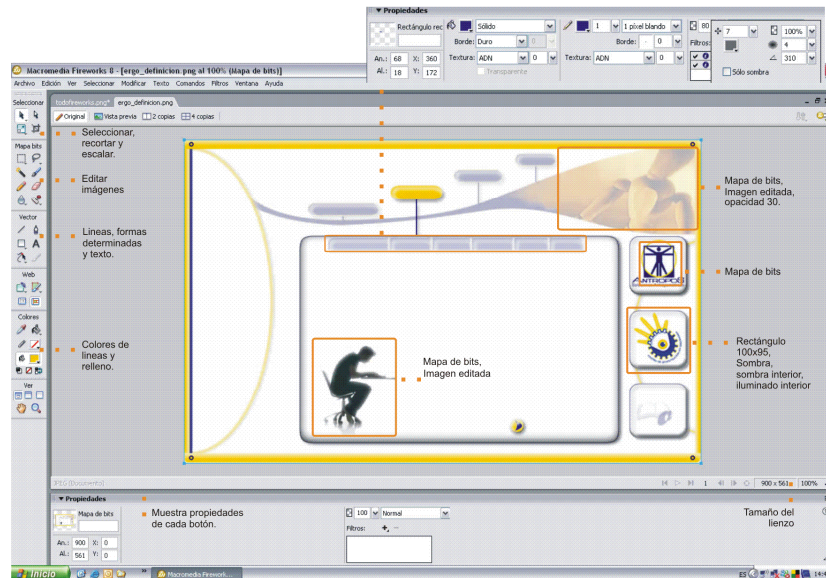 Propiedades
Rectángulo rec
Sólido
1
1 píxel blando
80
7
100%
Borde: Duro
0
Borde:
0
Filtros:
4
An.: 68 X: 360
Textura: ADN
0
Textura: ADN
0
310
Al.: 18 Y: 172
Transparente
Sólo sombra
Macromedia Fireworks 8 - [ergo_definicion.png al 100% (Mapa de bits)]
Archivo Edición Ver Seleccionar Modificar Texto Comandos Filtros Ventana Ayuda
Seleccionar
todofireworks.png* ergo_definicion.png
Original Vista previa 2 copias 4 copias
Seleccionar,
recortar y
escalar.
Mapa bits
Editar
imágenes
Vector
Lineas, formas
determinadas
y texto.
Web
Colores
Colores de
lineas y
relleno.
Ver
Mapa de bits,
Imagen editada,
opacidad 30.
ANTROPOS
Mapa de bits
Rectángulo
100x95,
Sombra,
sombra interior,
iluminado interior
Mapa de bits,
Imagen editada
JPEG (Documento)
1
900 x 561
100%
Propiedades
Mapa de bits
Muestra propiedades
de cada botón.
100
Normal
Filtros:
An.: 900 X: 0
Al.: 561 Y: 0
Tamaño del
lienzo
Inicio
Macromedia Firework...
ES